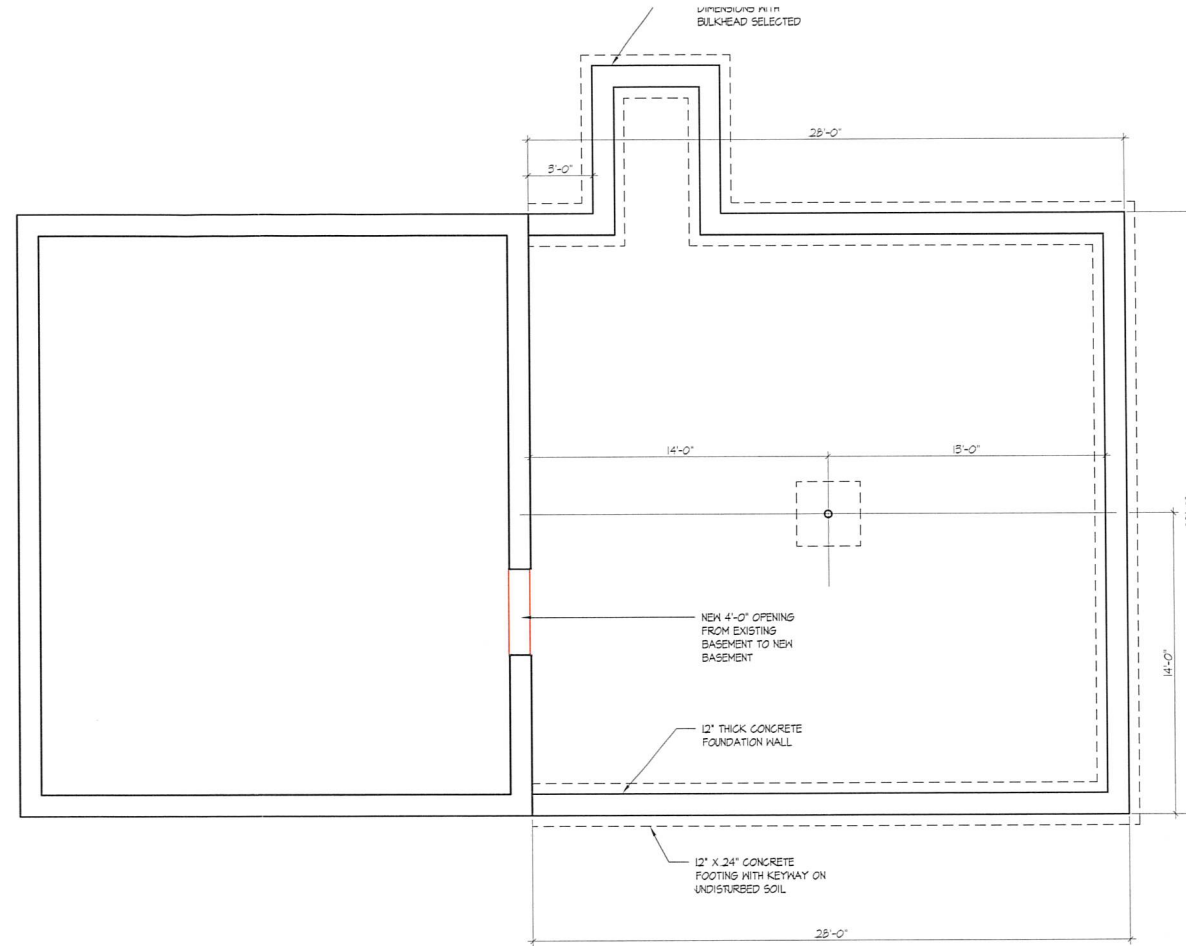 DIMENSIONS WITH
BULKHEAD SELECTED
28'-0"
3'-0"
14'-0"
13'-0"
NEW 4'-0" OPENING
FROM EXISTING
BASEMENT TO NEW
BASEMENT
14'-0"
12" THICK CONCRETE
FOUNDATION WALL
12" X 24" CONCRETE
FOOTING WITH KEYWAY ON
UNDISTURBED SOIL
28'-0"